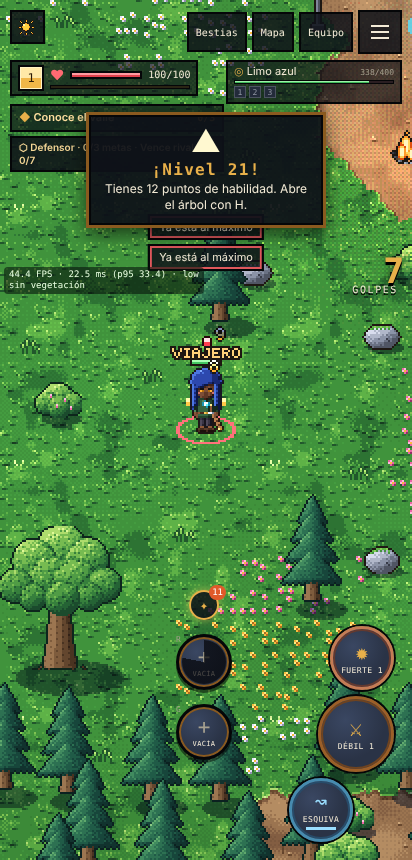 Bestias
Mapa
Equipo
1
100/100
Limo azul
338/400
1 2 3
Conoce el
Defensor · 0
0/7
¡Nivel 21!
Tienes 12 puntos de habilidad. Abre
el árbol con H.
Ya está al máximo
Ya está al máximo
44.4 FPS · 22.5 ms (p95 33.4) · low
sin vegetación
7
GOLPES
VIAJERO
11
VACÍA
FUERTE 1
VACÍA
DÉBIL 1
ESQUIVA